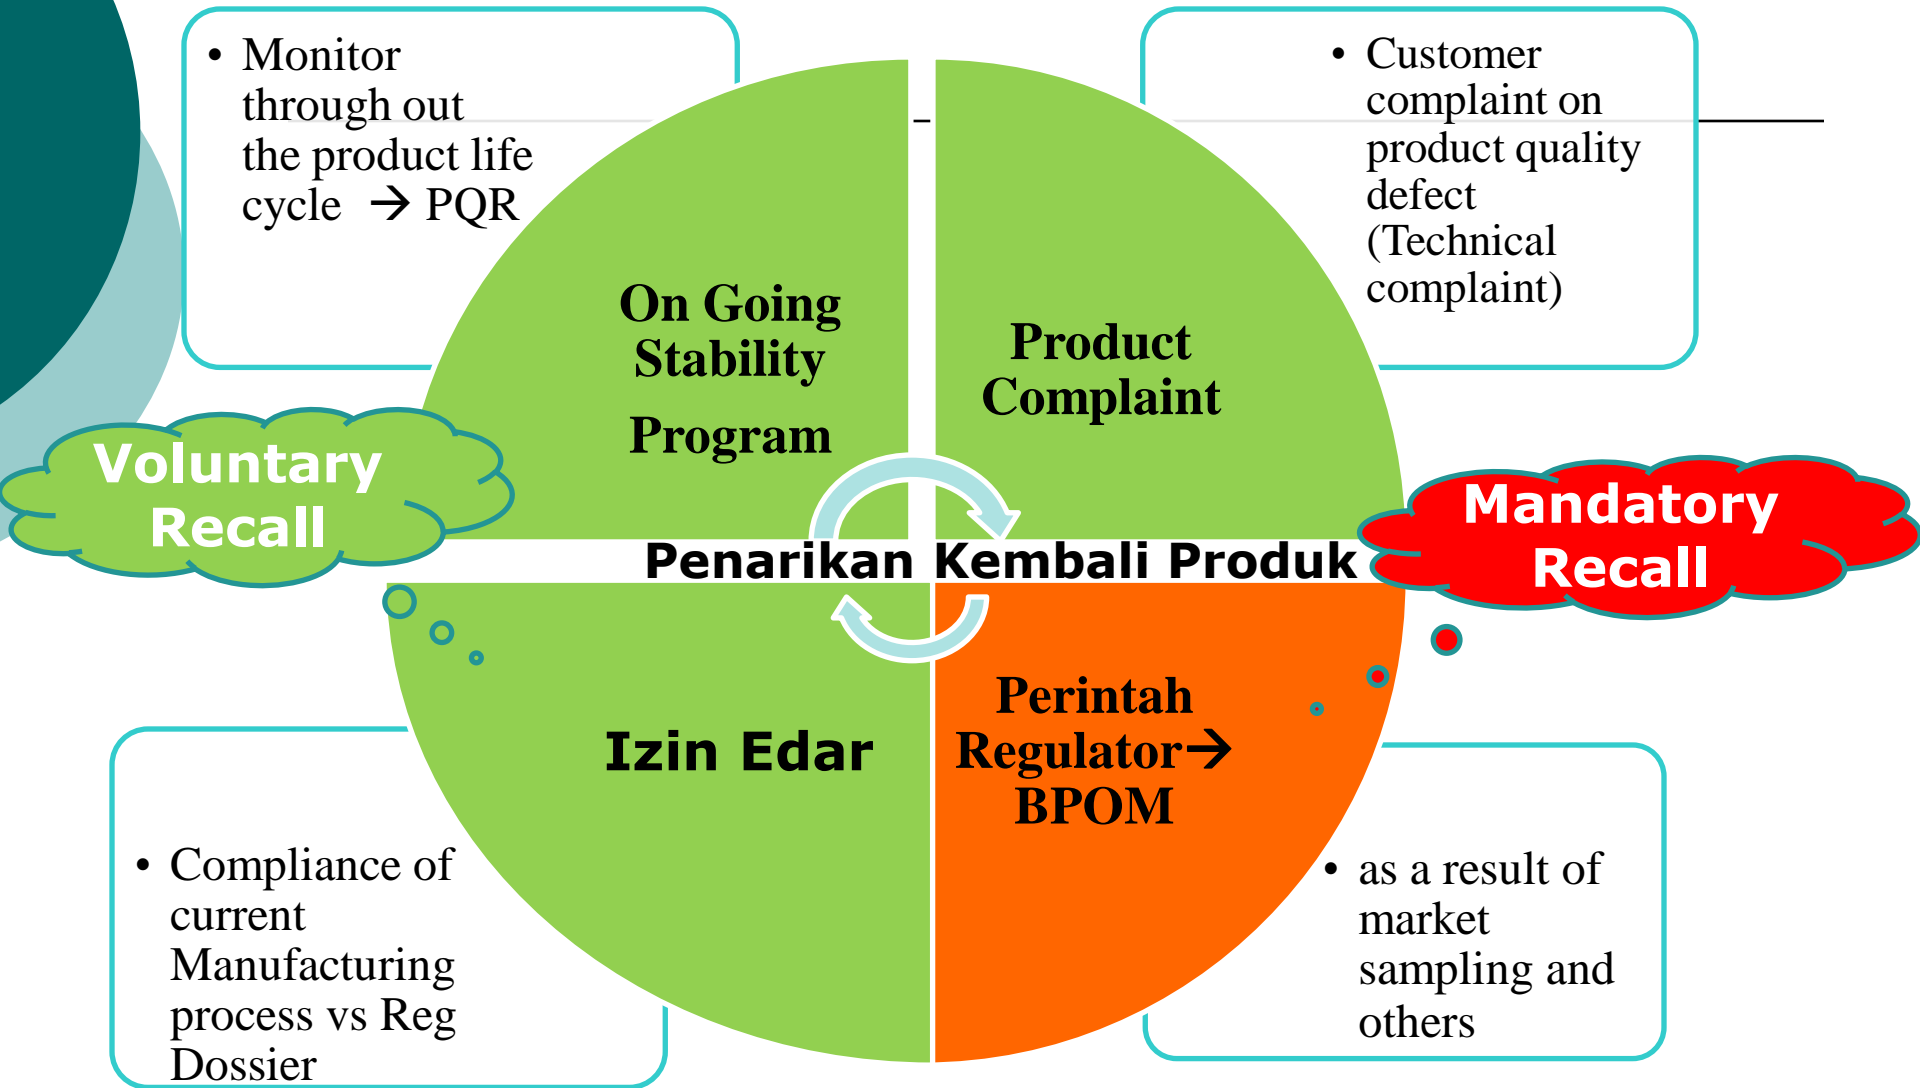 • Monitor
through out
the product life
cycle → PQR
• Customer
complaint on
product quality
defect
(Technical
complaint)
On Going
Stability
Program
Product
Complaint
Voluntary
Recall
Mandatory
Recall
Penarikan Kembali Produk
Izin Edar
Perintah
Regulator→
BPOM
• Compliance of
current
Manufacturing
process vs Reg
Dossier
• as a result of
market
sampling and
others